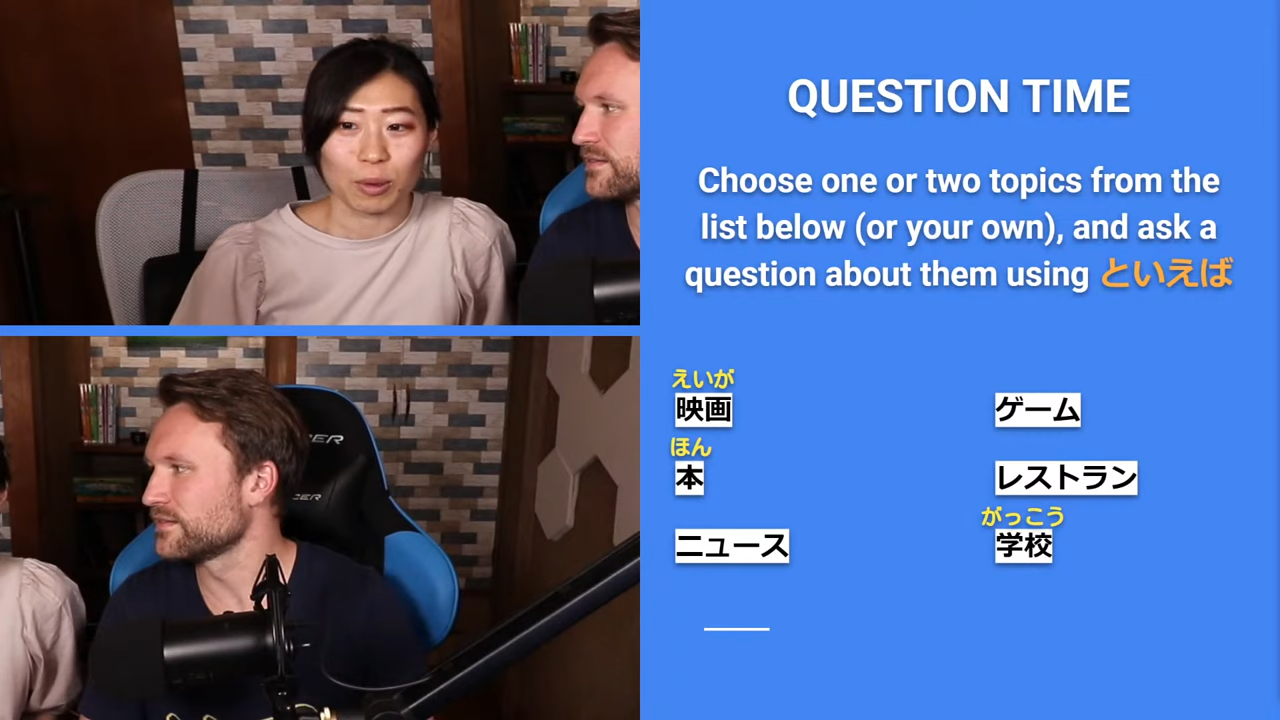 QUESTION TIME
Choose one or two topics from the
list below (or your own), and ask a
question about them using といえば
えいが
映画
ゲーム
ほん
本
レストラン
がっこう
ニュース
学校